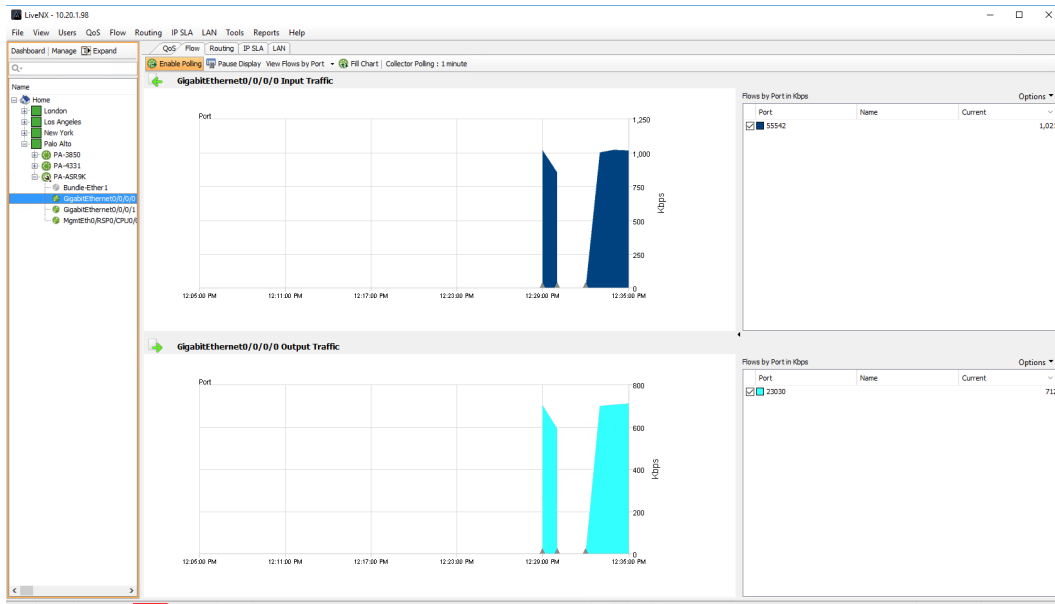 LiveNX - 10.20.1.98
File View Users QoS Flow Routing IP SLA LAN Tools Reports Help
Dashboard Manage Expand
QoS Flow Routing IP SLA LAN
Enable Polling Pause Display View Flows by Port Fill Chart Collector Polling : 1 minute
Name
Home
London
Los Angeles
New York
Palo Alto
PA-3850
PA-4331
PA-ASR9K
Bundle-Ether1
GigabitEthernet0/0/0/0
GigabitEthernet0/0/0/1
MgmtEth0/RSP0/CPU0/
GigabitEthernet0/0/0/0 Input Traffic
Port
1,250
1,000
750
500
250
0
Kbps
12:05:00 PM 12:11:00 PM 12:17:00 PM 12:23:00 PM 12:29:00 PM 12:35:00 PM
Flows by Port in Kbps Options
Port Name Current
55542
GigabitEthernet0/0/0/0 Output Traffic
Port
800
600
400
200
0
Kbps
12:05:00 PM 12:11:00 PM 12:17:00 PM 12:23:00 PM 12:29:00 PM 12:35:00 PM
Flows by Port in Kbps Options
Port Name Current
23030 712